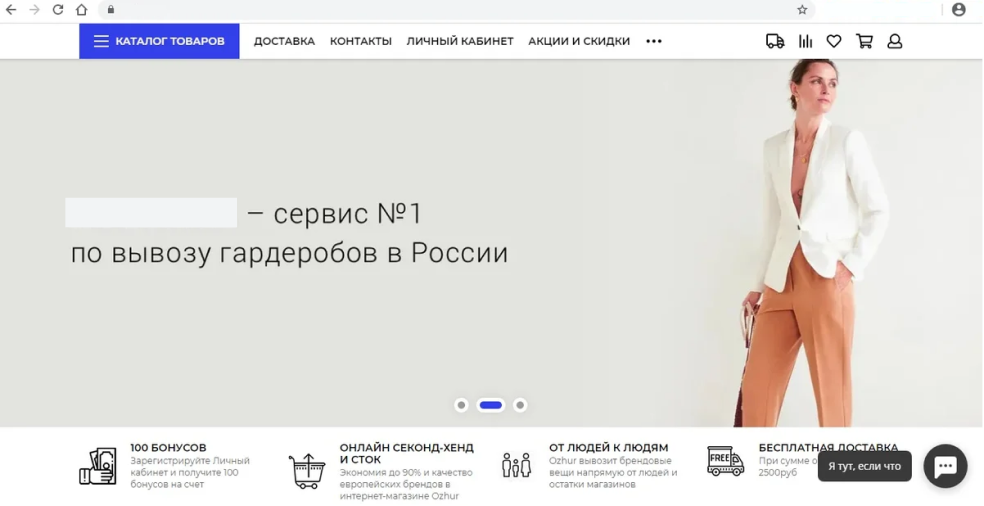 КАТАЛОГ ТОВАРОВ
ДОСТАВКА
КОНТАКТЫ
ЛИЧНЫЙ КАБИНЕТ
АКЦИИ И СКИДКИ
– сервис №1
по вывозу гардеробов в России
100 БОНУСОВ
Зарегистрируйте Личный
кабинет и получите 100
бонусов на счет
ОНЛАЙН СЕКОНД-ХЕНД
И СТОК
Экономия до 90% и качество
европейских брендов в
интернет-магазине Ozhur
ОТ ЛЮДЕЙ К ЛЮДЯМ
Ozhur вывозит брендовые
вещи напрямую от людей и
остатки магазинов
FREE
БЕСПЛАТНАЯ ДОСТАВКА
При сумме
2500руб
Я тут, если что